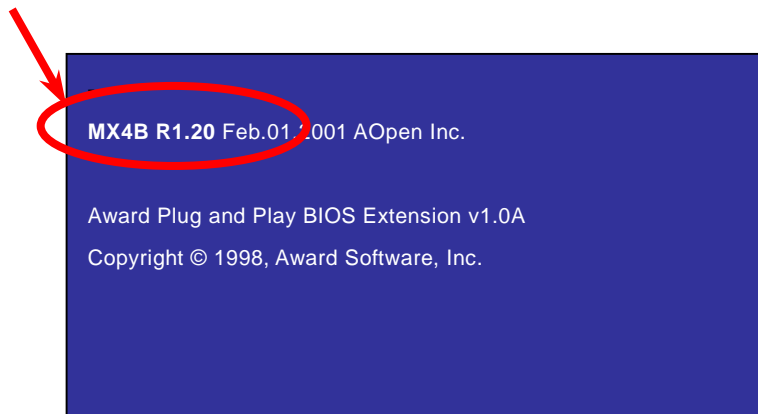 MX4B R1.20 Feb.01.2001 AOpen Inc.
Award Plug and Play BIOS Extension v1.0A
Copyright © 1998, Award Software, Inc.